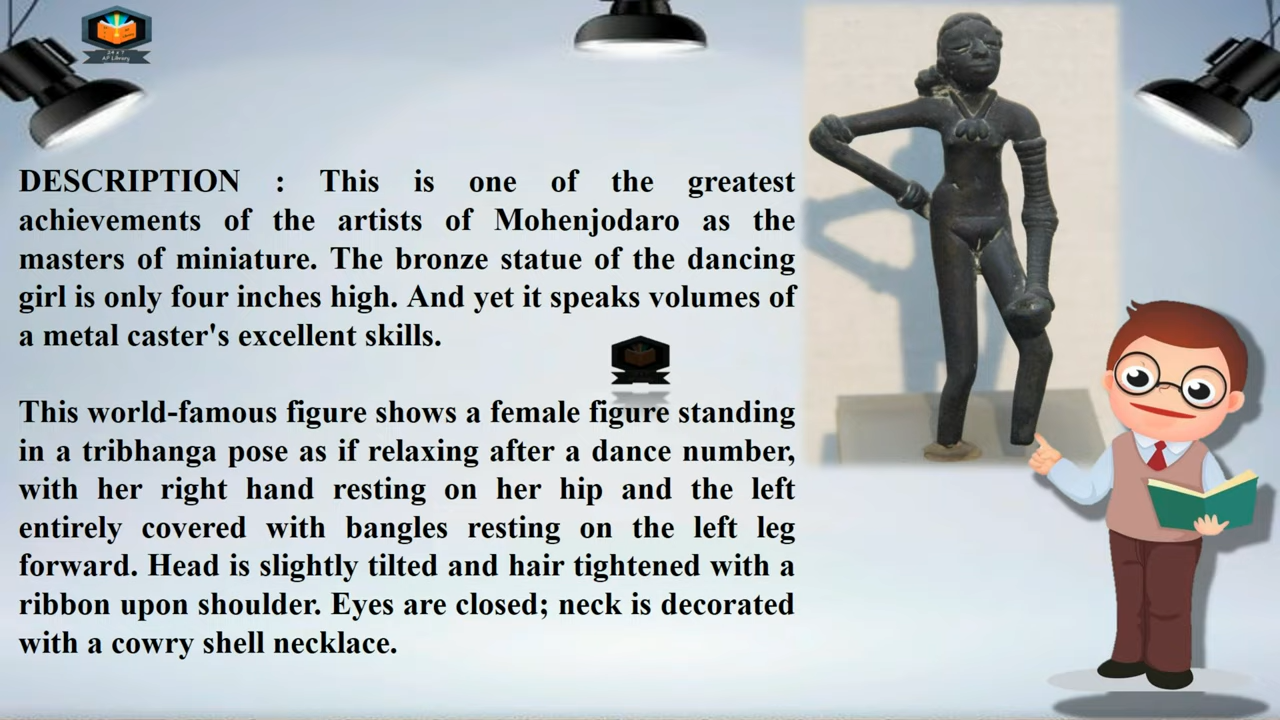 24 x 7
AP Library
DESCRIPTION : This is one of the greatest
achievements of the artists of Mohenjodaro as the
masters of miniature. The bronze statue of the dancing
girl is only four inches high. And yet it speaks volumes of
a metal caster's excellent skills.
This world-famous figure shows a female figure standing
in a tribhanga pose as if relaxing after a dance number,
with her right hand resting on her hip and the left
entirely covered with bangles resting on the left leg
forward. Head is slightly tilted and hair tightened with a
ribbon upon shoulder. Eyes are closed; neck is decorated
with a cowry shell necklace.